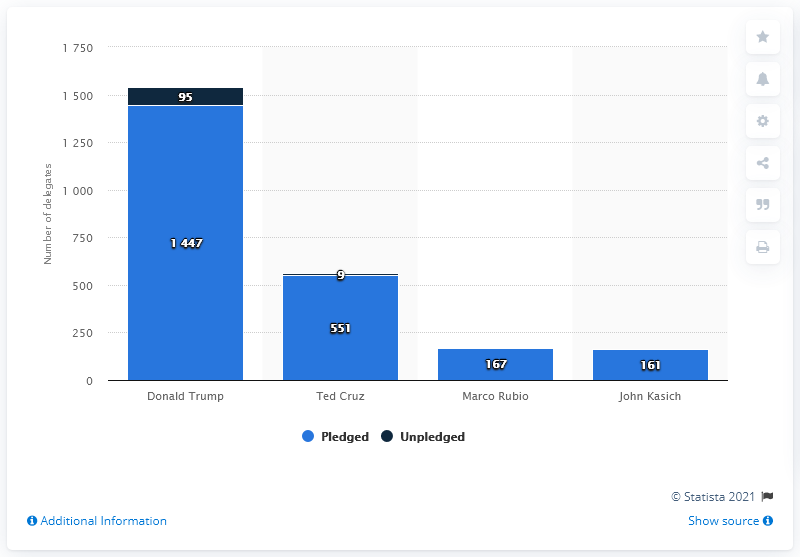 1 750
1 500
1 250
1 000
750
500
250
0
Number of delegates
95
1 447
9
551
167
161
Donald Trump Ted Cruz Marco Rubio John Kasich
Pledged Unpledged
© Statista 2021
Additional Information Show source